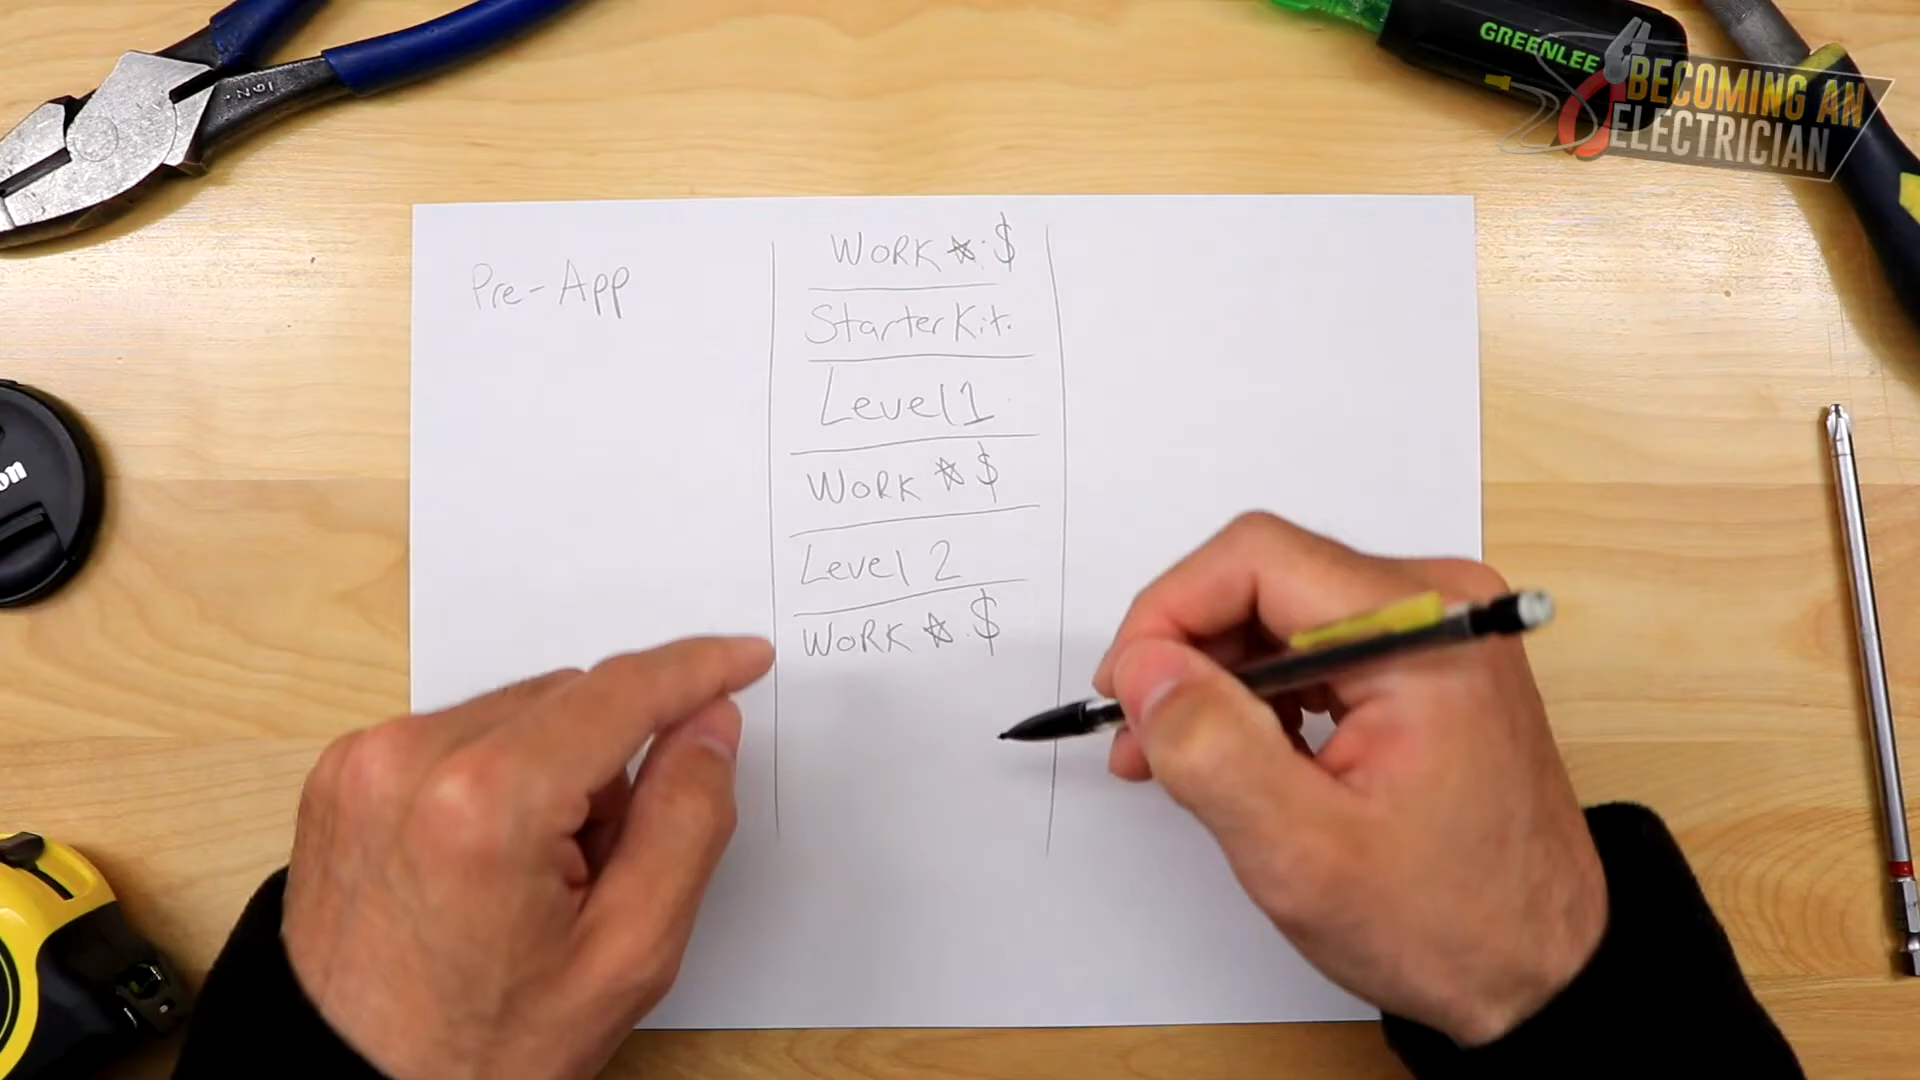 GREENLEE
BECOMING AN
ELECTRICIAN
Pre-App
WORK ☆ $
Starter Kit.
Level 1
WORK ☆ $
Level 2
WORK ☆ $
on